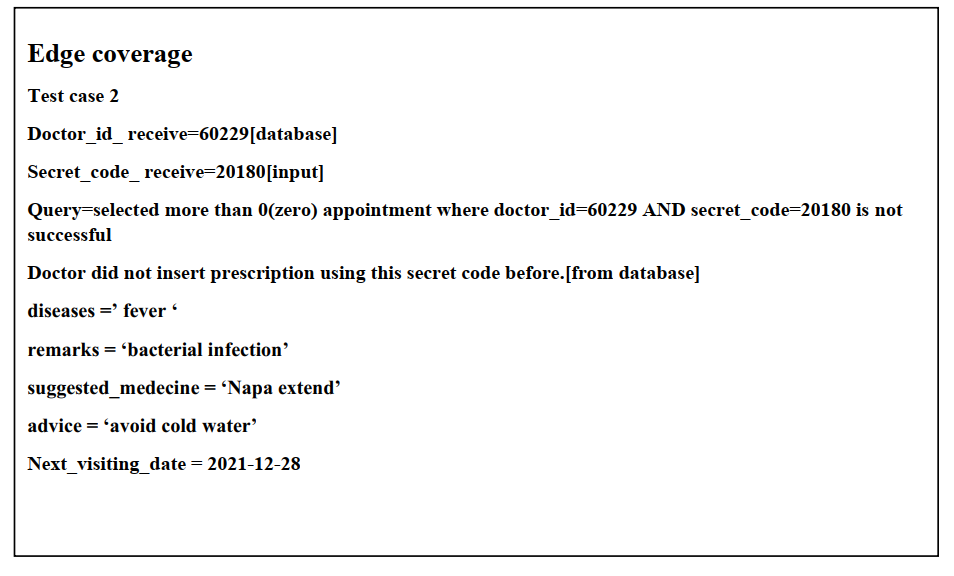 Edge coverage
Test case 2
Doctor_id_ receive=60229[database]
Secret_code_ receive=20180[input]
Query=selected more than 0(zero) appointment where doctor_id=60229 AND secret_code=20180 is not
successful
Doctor did not insert prescription using this secret code before.[from database]
diseases =’ fever ‘
remarks = ‘bacterial infection’
suggested_medecine = ‘Napa extend’
advice = ‘avoid cold water’
Next_visiting_date = 2021-12-28